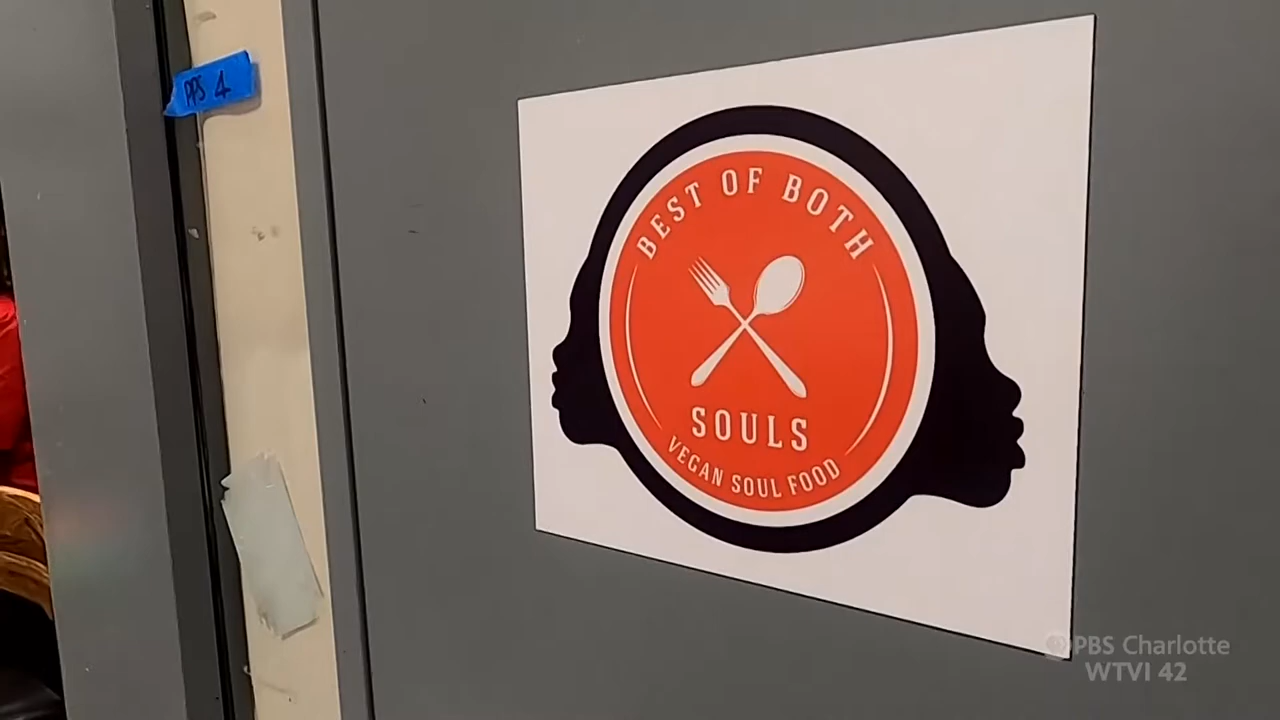 PPS 4
BEST OF BOTH
SOULS
VEGAN SOUL FOOD
PBS Charlotte
WTVI 42